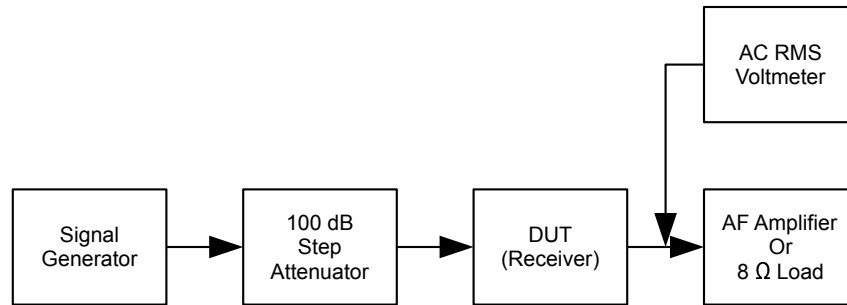 AC RMS
Voltmeter
Signal
Generator
100 dB
Step
Attenuator
DUT
(Receiver)
AF Amplifier
Or
8 Ω Load